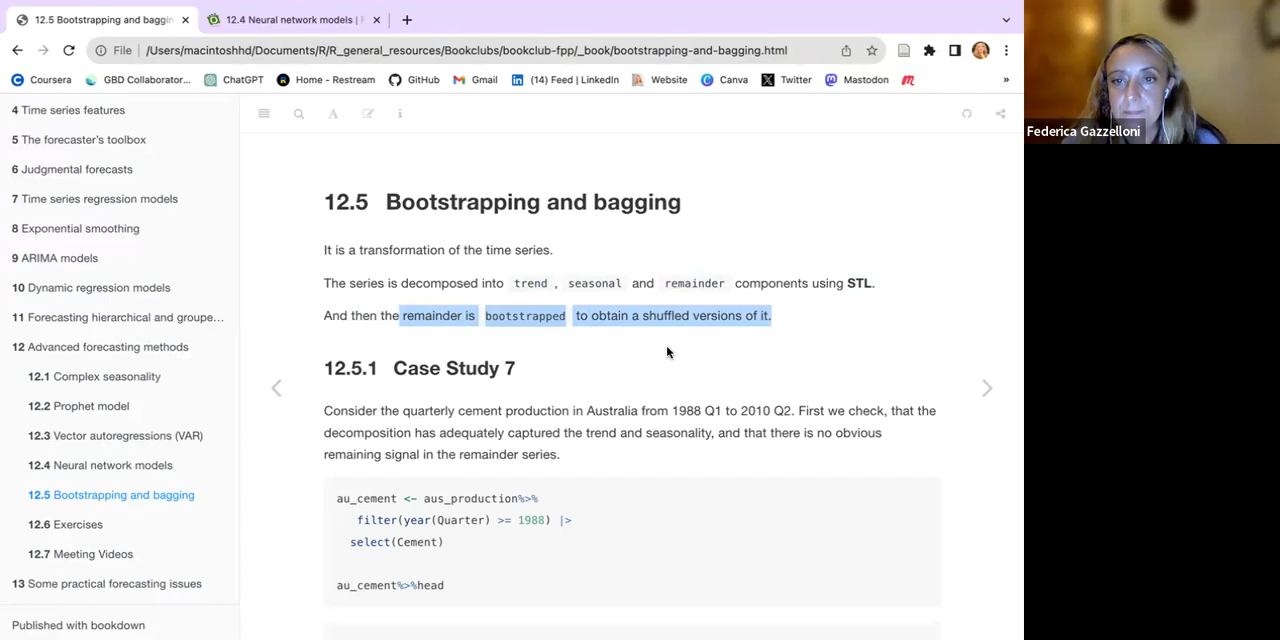 12.5 Bootstrapping and baggin
12.4 Neural network models | F
File /Users/macintoshhd/Documents/R/R_general_resources/Bookclubs/bookclub-fpp/_book/bootstrapping-and-bagging.html
Coursera GBD Collaborator... ChatGPT Home - Restream GitHub Gmail (14) Feed | LinkedIn Website Canva Twitter Mastodon »
Federica Gazzelloni
4 Time series features
5 The forecaster's toolbox
6 Judgmental forecasts
7 Time series regression models
8 Exponential smoothing
9 ARIMA models
10 Dynamic regression models
11 Forecasting hierarchical and groupe...
12 Advanced forecasting methods
12.1 Complex seasonality
12.2 Prophet model
12.3 Vector autoregressions (VAR)
12.4 Neural network models
12.5 Bootstrapping and bagging
12.6 Exercises
12.7 Meeting Videos
13 Some practical forecasting issues
Published with bookdown
12.5 Bootstrapping and bagging
It is a transformation of the time series.
The series is decomposed into trend , seasonal and remainder components using STL.
And then the remainder is bootstrapped to obtain a shuffled versions of it.
12.5.1 Case Study 7
Consider the quarterly cement production in Australia from 1988 Q1 to 2010 Q2. First we check, that the
decomposition has adequately captured the trend and seasonality, and that there is no obvious
remaining signal in the remainder series.
au_cement <- aus_production%>%
filter(year(Quarter) >= 1988) |>
select(Cement)
au_cement%>%head